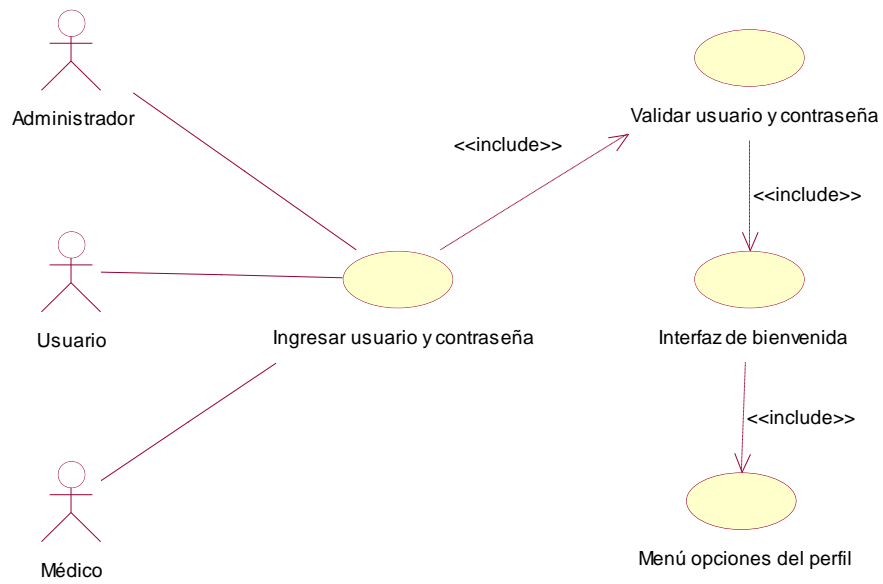 Administrador
Validar usuario y contraseña
<<include>>
<<include>>
Usuario
Ingresar usuario y contraseña
Interfaz de bienvenida
<<include>>
Médico
Menú opciones del perfil